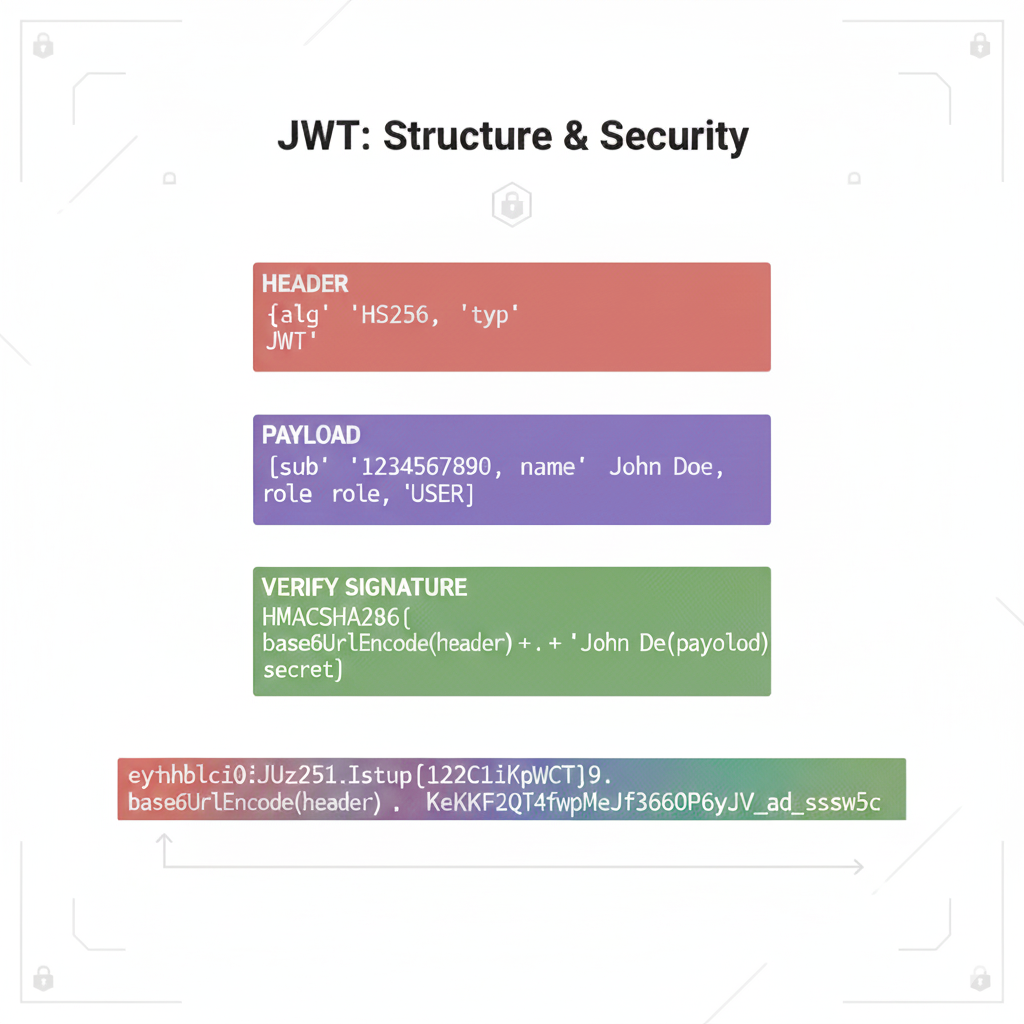 JWT: Structure & Security
HEADER
{alg' 'HS256, 'typ'
JWT'
PAYLOAD
[sub' '1234567890, name' John Doe,
role role, 'USER]
VERIFY SIGNATURE
HMACSHA286(
base6UrlEncode(header) + . + 'John De(payolod)
secret)
eyhhblci0:JUz251.Istup[122C1iKpWCT]9.
base6UrlEncode(header) . KeKKF2QT4fwpMeJf366OP6yJV_ad_sssw5c